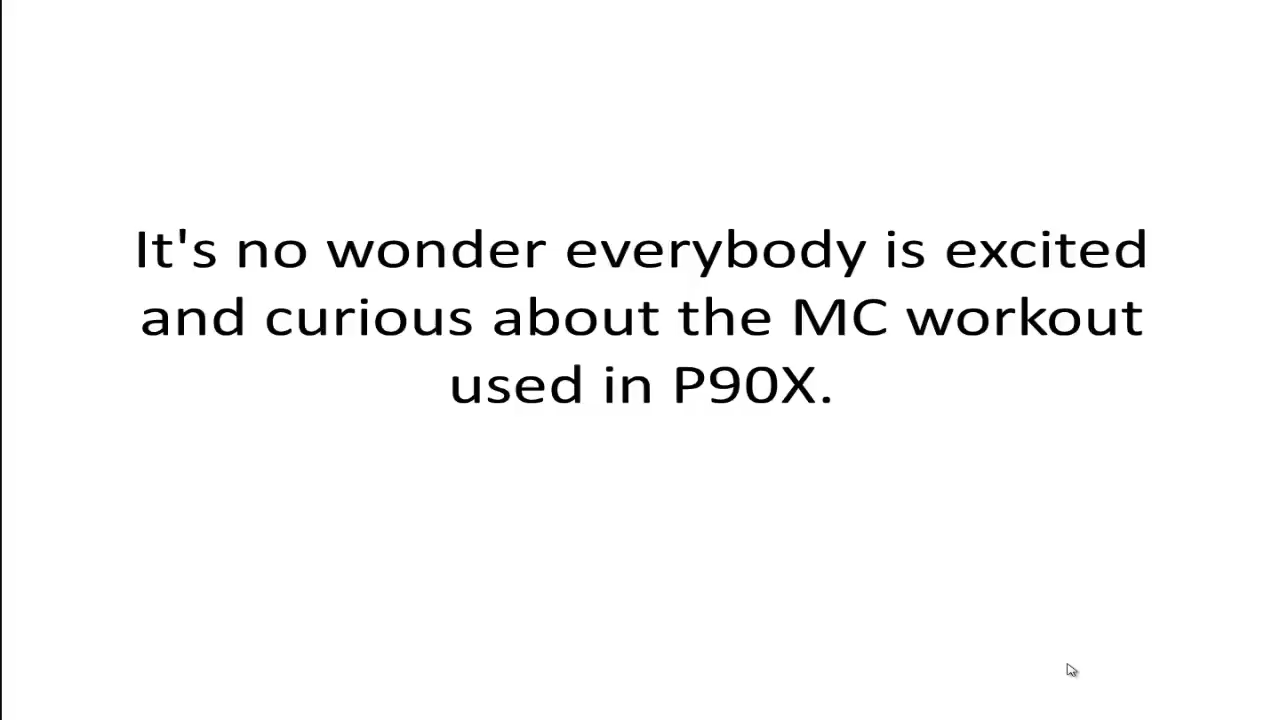 It's no wonder everybody is excited
and curious about the MC workout
used in P90X.